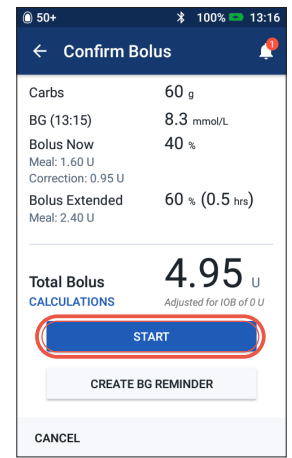 50+ 100% 13:16
Confirm Bolus 1
Carbs 60 g
BG (13:15) 8.3 mmol/L
Bolus Now 40 %
Meal: 1.60 U
Correction: 0.95 U
Bolus Extended 60 % (0.5 hrs)
Meal: 2.40 U
Total Bolus 4.95 U
CALCULATIONS Adjusted for IOB of 0 U
START
CREATE BG REMINDER
CANCEL